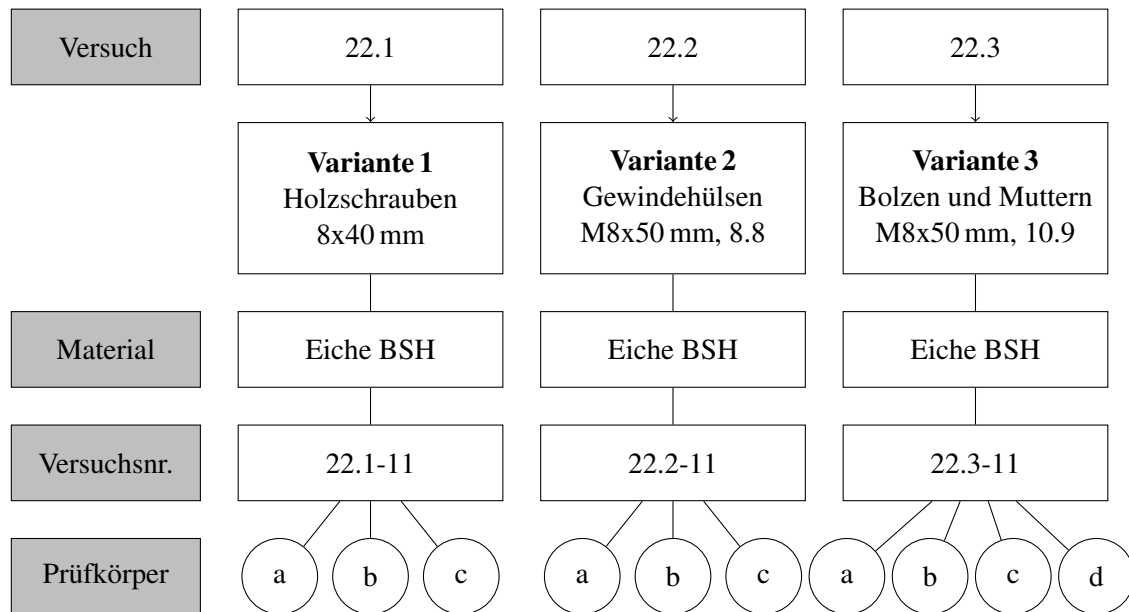 Versuch
22.1
22.2
22.3
Variante 1
Holzschrauben
8x40 mm
Variante 2
Gewindehülsen
M8x50 mm, 8.8
Variante 3
Bolzen und Muttern
M8x50 mm, 10.9
Material
Eiche BSH
Eiche BSH
Eiche BSH
Versuchsnr.
22.1-11
22.2-11
22.3-11
Prüfkörper
a
b
c
a
b
c
a
b
c
d